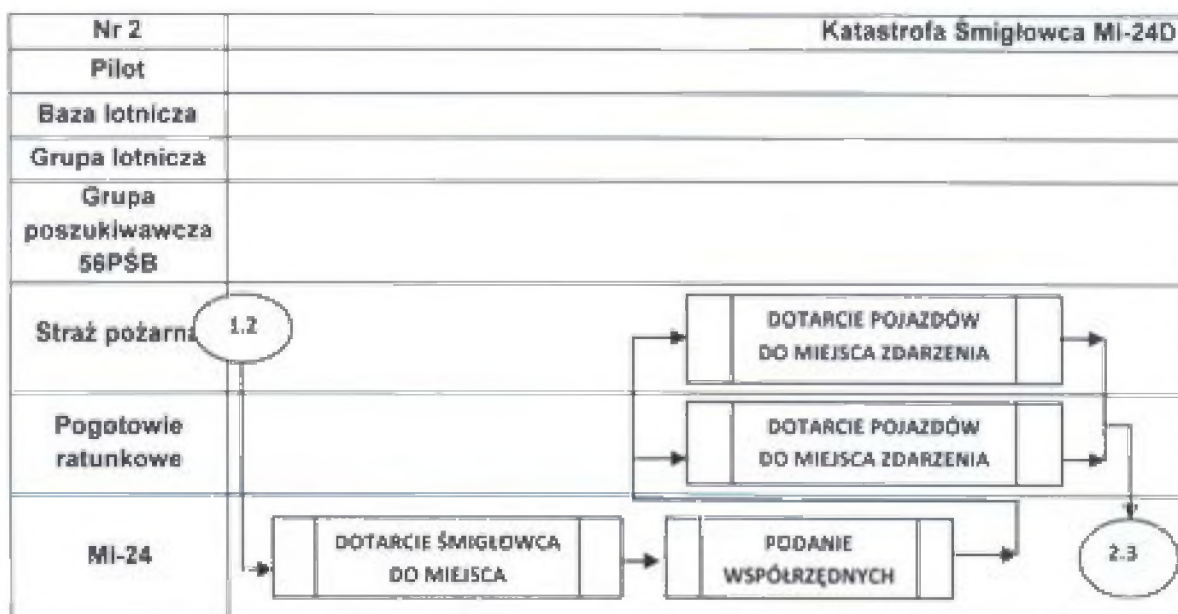 Nr 2
Katastrofa Śmigłowca MI-24D
Pilot
Baza lotnicza
Grupa lotnicza
Grupa
poszukiwawcza
56PŚB
Straż pożarna
1.2
DOTARCIE POJAZDÓW
DO MIEJSCA ZDARZENIA
Pogotowie
ratunkowe
DOTARCIE POJAZDÓW
DO MIEJSCA ZDARZENIA
MI-24
DOTARCIE ŚMIGŁOWCA
DO MIEJSCA
PODANIE
WSPÓŁRZĘDNYCH
2.3